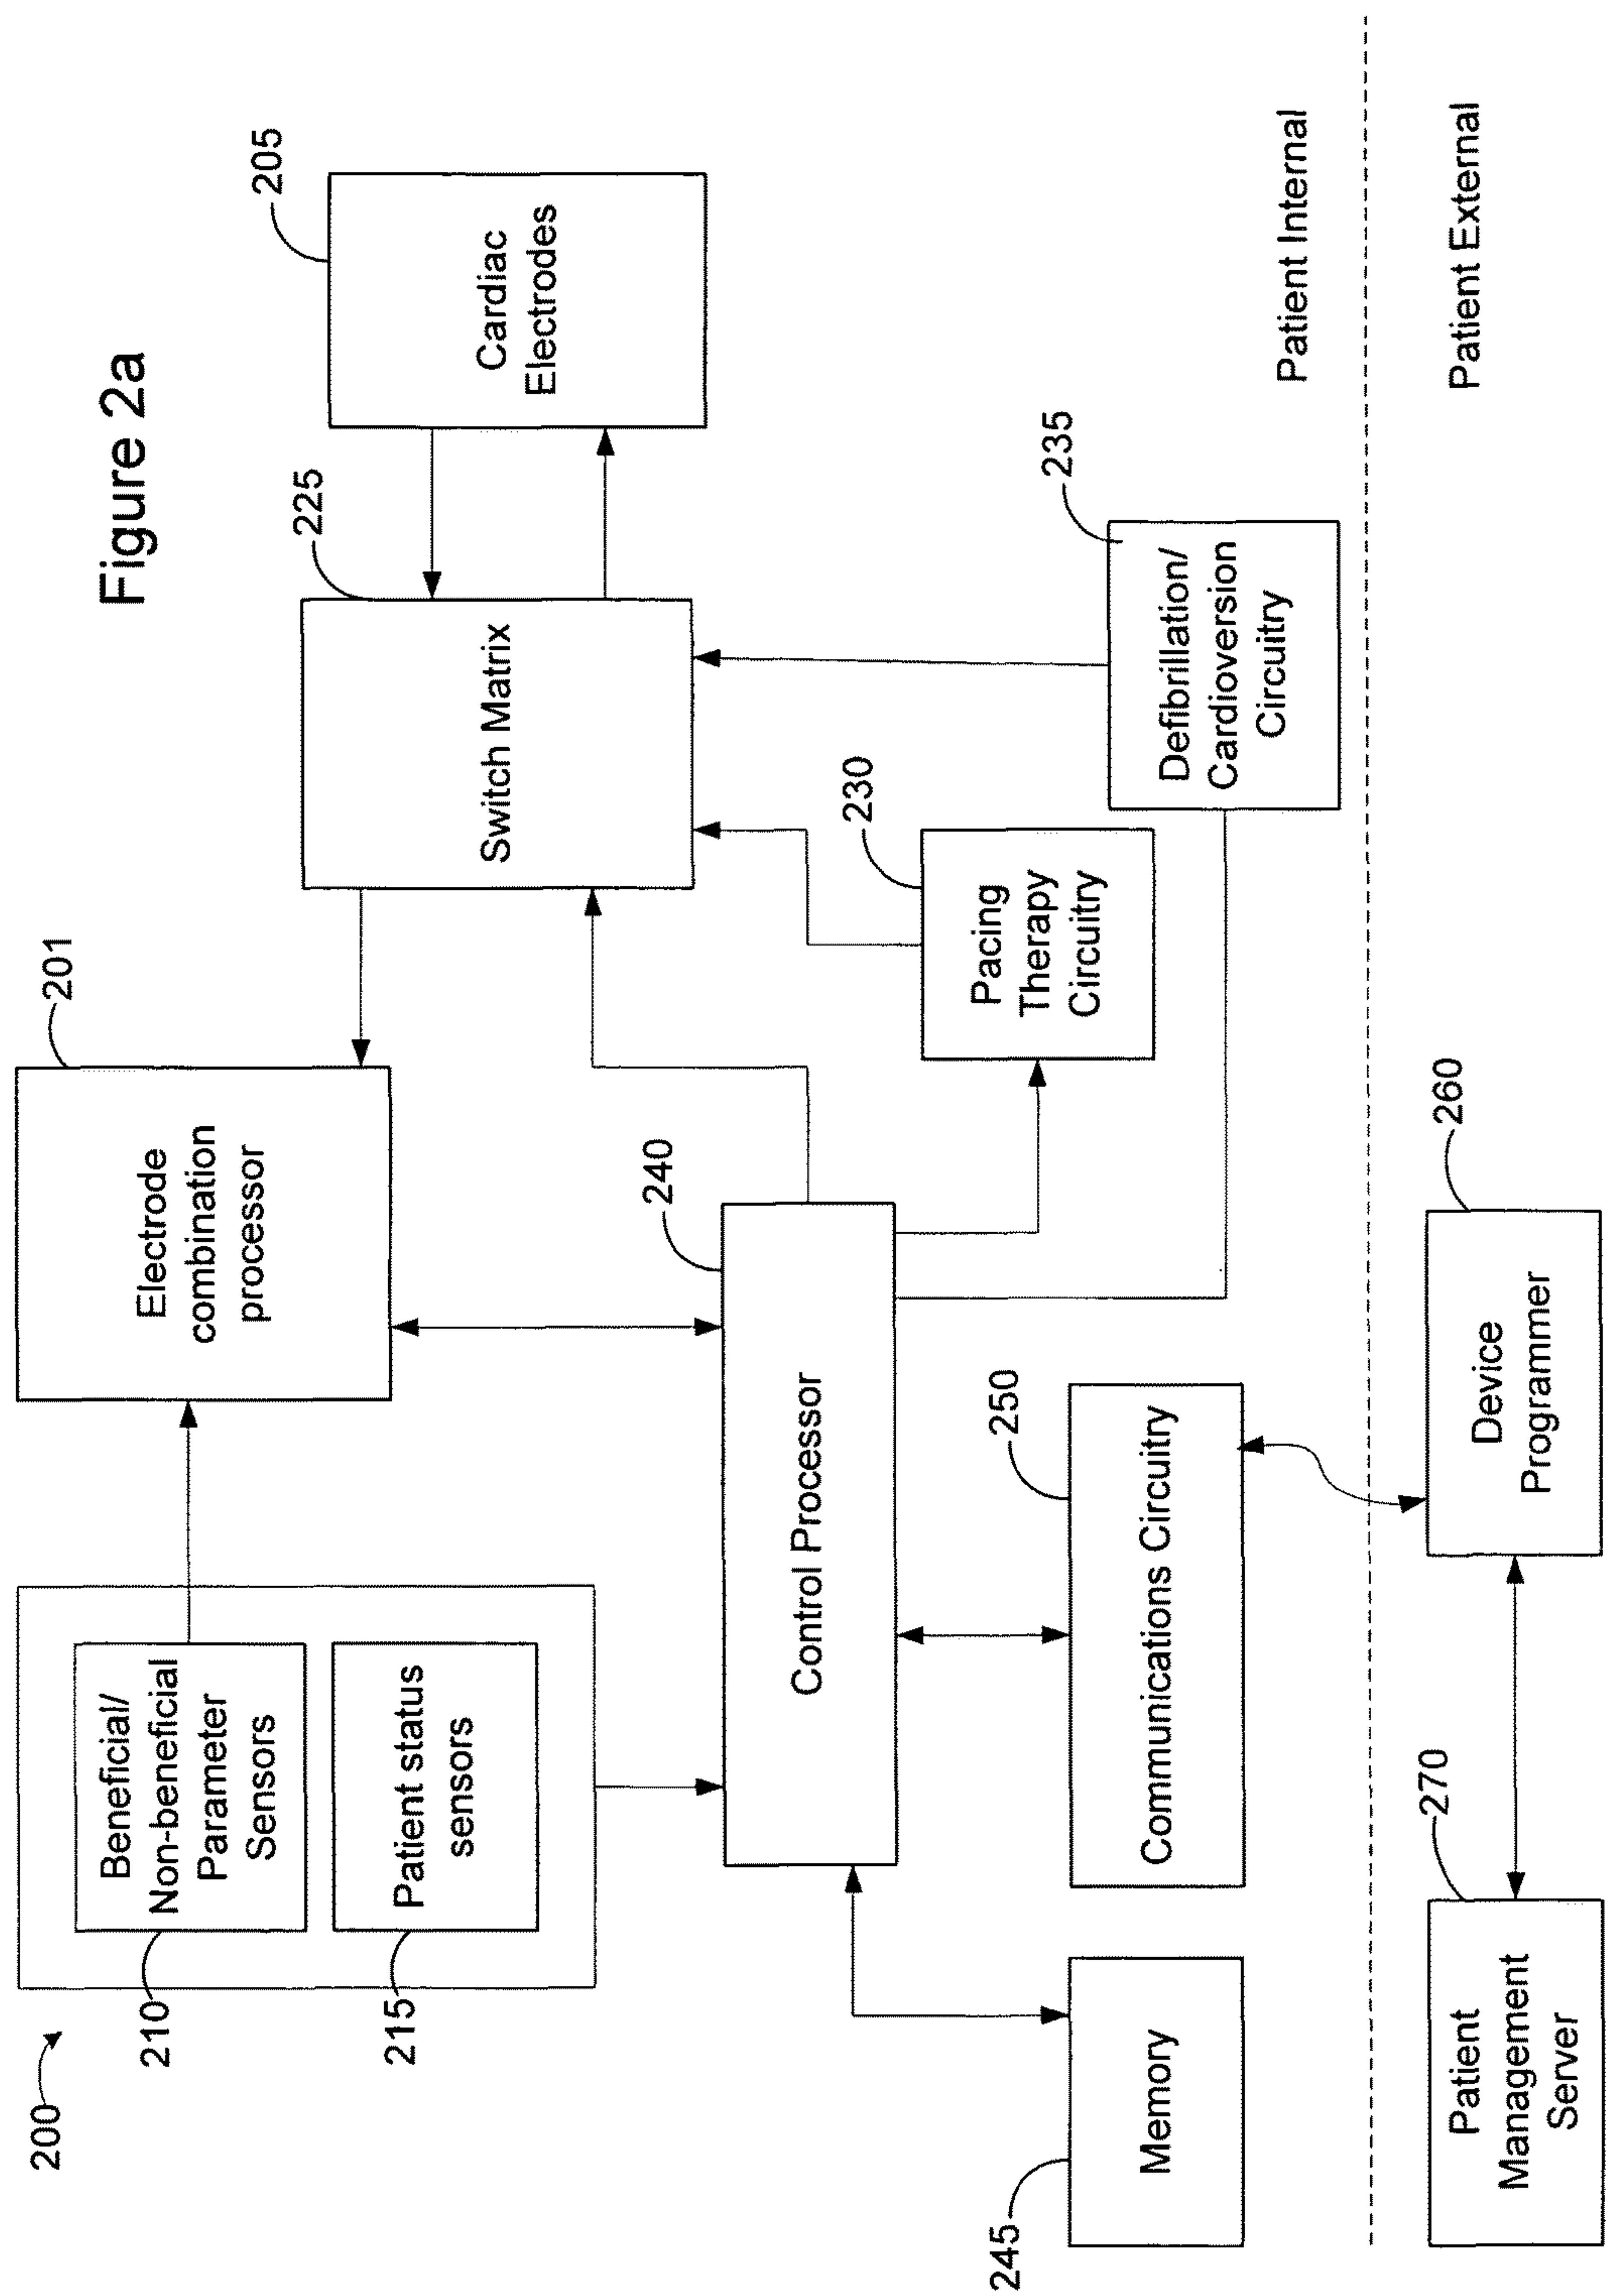 Figure 2a
200
210
Beneficial/
Non-beneficial
Parameter
Sensors
215
Patient status
sensors
201
Electrode
combination
processor
225
Switch Matrix
205
Cardiac
Electrodes
240
Control Processor
230
Pacing
Therapy
Circuitry
235
Defibrillation/
Cardioversion
Circuitry
245
Memory
250
Communications Circuitry
Patient Internal
Patient External
270
Patient
Management
Server
260
Device
Programmer